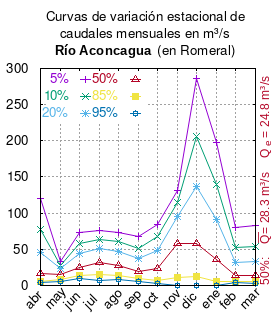 Curvas de variación estacional de
caudales mensuales en m³/s
Río Aconcagua (en Romeral)
300
250
200
150
100
50
0
5% 50%
10% 85%
20% 95%
abr
may
jun
jul
ago
sep
oct
nov
dic
ene
feb
mar
50%: Q= 28.3 m³/s Qe = 24.8 m³/s